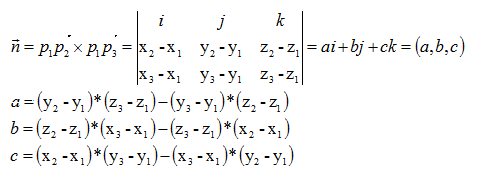 i j k
n⃗ = p₁p₂ × p₁p₃ = | x₂ - x₁ y₂ - y₁ z₂ - z₁ | = ai + bj + ck = (a,b,c)
x₃ - x₁ y₃ - y₁ z₃ - z₁
a = (y₂ - y₁)*(z₃ - z₁) − (y₃ - y₁)*(z₂ - z₁)
b = (z₂ - z₁)*(x₃ - x₁) − (z₃ - z₁)*(x₂ - x₁)
c = (x₂ - x₁)*(y₃ - y₁) − (x₃ - x₁)*(y₂ - y₁)